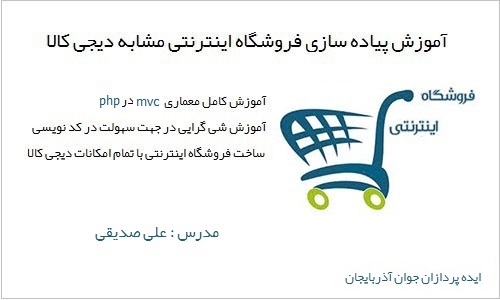 آموزش پیاده سازی فروشگاه اینترنتی مشابه دیجی کالا
فروشگاه
اینترنتی
آموزش کامل معماری mvc در php
آموزش شی گرایی در جهت سهولت در کد نویسی
ساخت فروشگاه اینترنتی با تمام امکانات دیجی کالا
مدرس : علی صدیقی
ایده پردازان جوان آذربایجان